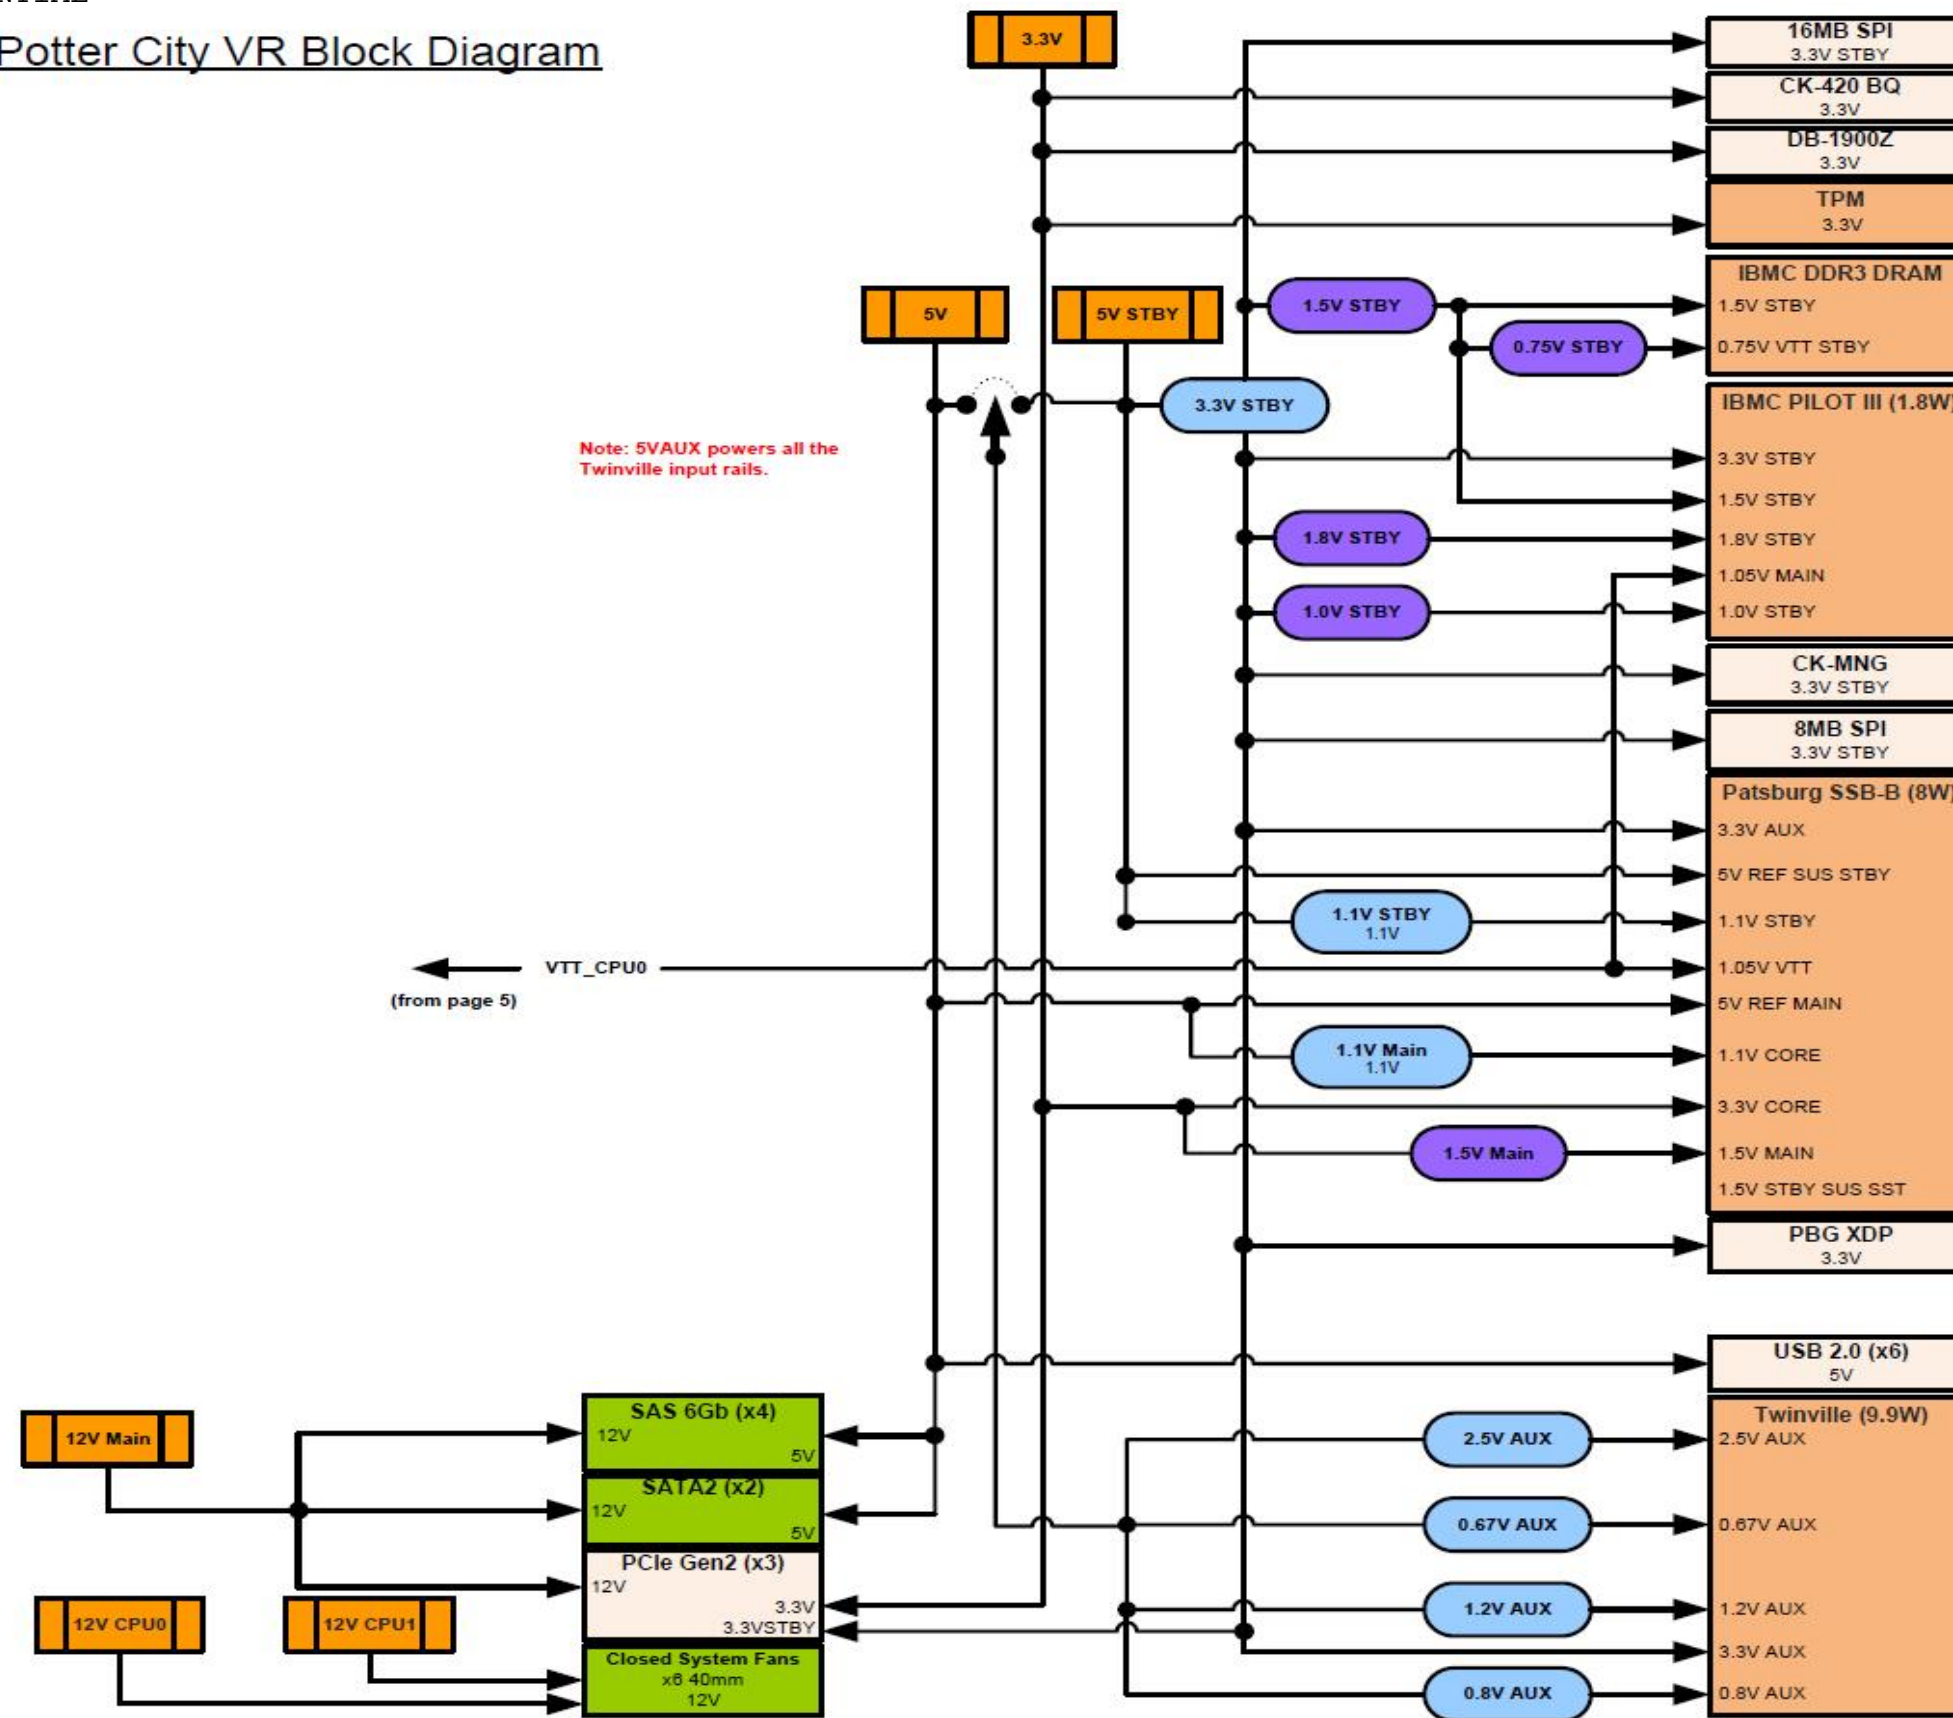 Potter City VR Block Diagram
3.3V
16MB SPI
3.3V STBY
CK-420 BQ
3.3V
DB-1900Z
3.3V
TPM
3.3V
5V
5V STBY
1.5V STBY
0.75V STBY
IBMC DDR3 DRAM
1.5V STBY
0.75V VTT STBY
3.3V STBY
Note: 5VAUX powers all the
Twinville input rails.
IBMC PILOT III (1.8W)
3.3V STBY
1.5V STBY
1.8V STBY
1.8V STBY
1.05V MAIN
1.0V STBY
1.0V STBY
CK-MNG
3.3V STBY
8MB SPI
3.3V STBY
Patsburg SSB-B (8W)
3.3V AUX
5V REF SUS STBY
1.1V STBY
1.1V
1.1V STBY
VTT_CPU0
(from page 5)
1.05V VTT
5V REF MAIN
1.1V Main
1.1V
1.1V CORE
3.3V CORE
1.5V Main
1.5V MAIN
1.5V STBY SUS SST
PBG XDP
3.3V
USB 2.0 (x6)
5V
12V Main
SAS 6Gb (x4)
12V
5V
SATA2 (x2)
12V
5V
PCIe Gen2 (x3)
12V
3.3V
3.3VSTBY
12V CPU0
12V CPU1
Closed System Fans
x6 40mm
12V
2.5V AUX
0.67V AUX
1.2V AUX
0.8V AUX
Twinville (9.9W)
2.5V AUX
0.67V AUX
1.2V AUX
3.3V AUX
0.8V AUX